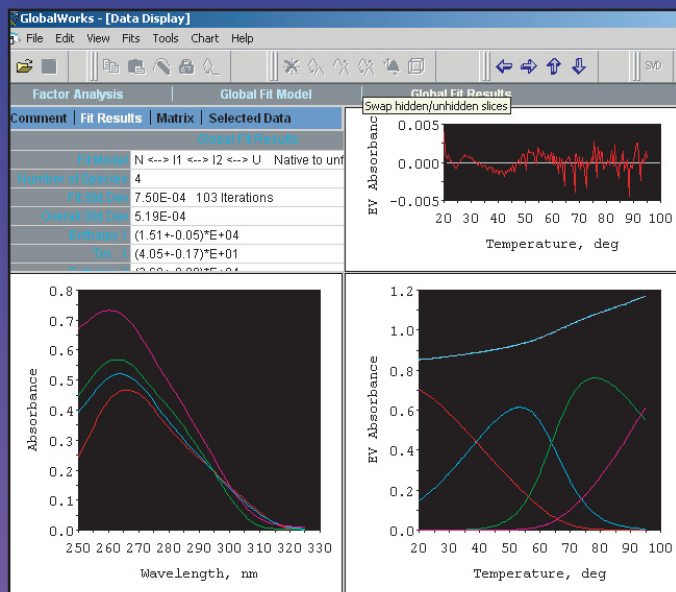 GlobalWorks - [Data Display]
File Edit View Fits Tools Chart Help
SVD
Factor Analysis Global Fit Model Global Fit Results
Swap hidden/unhidden slices
Comment Fit Results Matrix Selected Data
Global Fit Results
Fit Model N <--> I1 <--> I2 <--> U Native to unf
Number of Species 4
Fit Std Dev 7.50E-04 103 Iterations
Overall Std Dev 5.19E-04
Enthalpy 1 (1.51+-0.05)*E+04
Tm 1 (4.05+-0.17)*E+01
EV Absorbanc
0.005
0.000
-0.005
20 30 40 50 60 70 80 90 100
Temperature, deg
Absorbance
0.8
0.7
0.6
0.5
0.4
0.3
0.2
0.1
0.0
250 260 270 280 290 300 310 320 330
Wavelength, nm
EV Absorbance
1.2
1.0
0.8
0.6
0.4
0.2
0.0
20 30 40 50 60 70 80 90 100
Temperature, deg